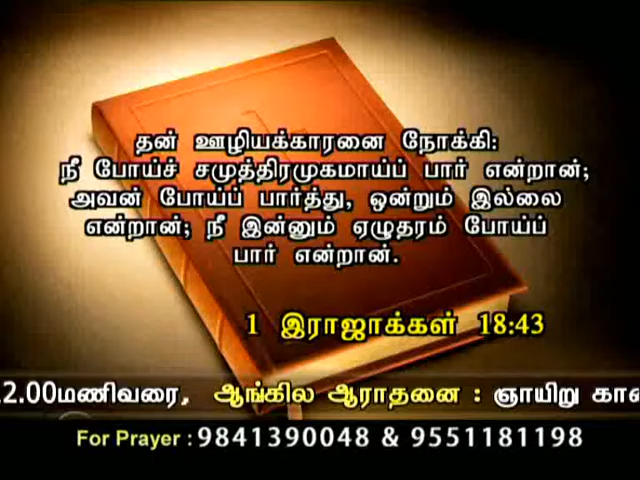 தன் ஊழியக்காரனை நோக்கி:
நீ போய்ச் சமுத்திரமுகமாய்ப் பார் என்றான்;
அவன் போய்ப் பார்த்து, ஒன்றும் இல்லை
என்றான்; நீ இன்னும் ஏழுதரம் போய்ப்
பார் என்றான்.
1 இராஜாக்கள் 18:43
2.00மணிவரை, ஆங்கில ஆராதனை : ஞாயிறு
For Prayer : 9841390048 & 9551181198